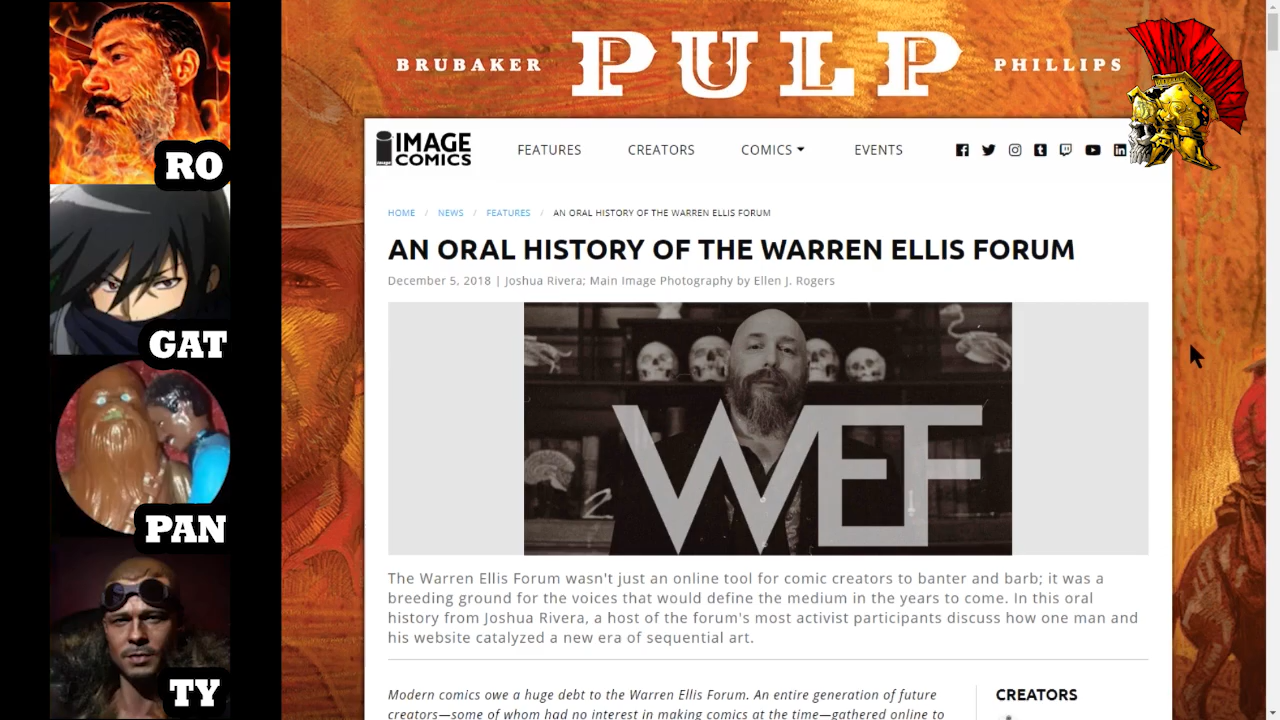 BRUBAKER PULP PHILLIPS
IMAGE COMICS
image
FEATURES CREATORS COMICS EVENTS
HOME / NEWS / FEATURES / AN ORAL HISTORY OF THE WARREN ELLIS FORUM
AN ORAL HISTORY OF THE WARREN ELLIS FORUM
December 5, 2018 | Joshua Rivera; Main Image Photography by Ellen J. Rogers
WEF
The Warren Ellis Forum wasn't just an online tool for comic creators to banter and barb; it was a
breeding ground for the voices that would define the medium in the years to come. In this oral
history from Joshua Rivera, a host of the forum's most activist participants discuss how one man and
his website catalyzed a new era of sequential art.
Modern comics owe a huge debt to the Warren Ellis Forum. An entire generation of future
creators—some of whom had no interest in making comics at the time—gathered online to
CREATORS
RO
GAT
PAN
TY